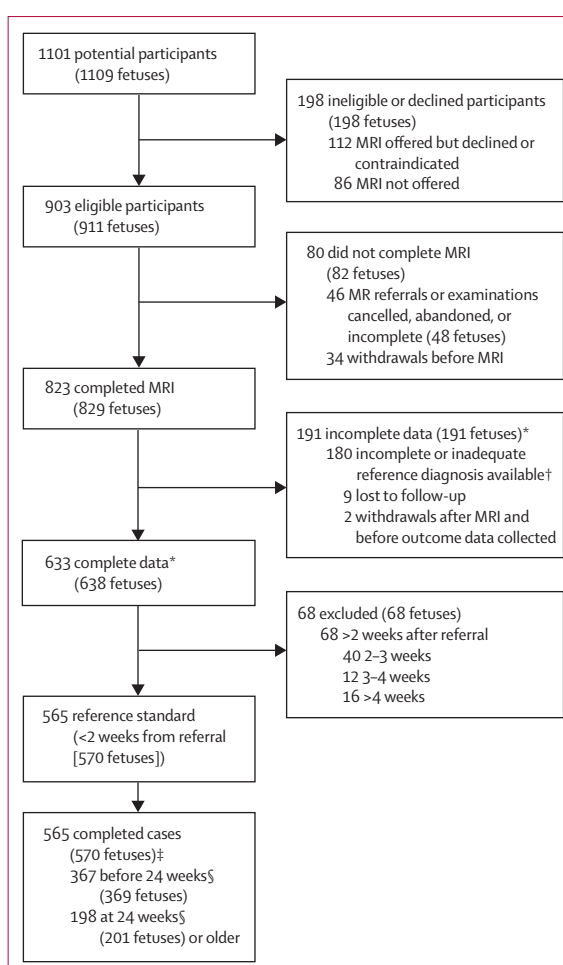 1101 potential participants
(1109 fetuses)
198 ineligible or declined participants
(198 fetuses)
112 MRI offered but declined or
contraindicated
86 MRI not offered
903 eligible participants
(911 fetuses)
80 did not complete MRI
(82 fetuses)
46 MR referrals or examinations
cancelled, abandoned, or
incomplete (48 fetuses)
34 withdrawals before MRI
823 completed MRI
(829 fetuses)
191 incomplete data (191 fetuses)*
180 incomplete or inadequate
reference diagnosis available†
9 lost to follow-up
2 withdrawals after MRI and
before outcome data collected
633 complete data*
(638 fetuses)
68 excluded (68 fetuses)
68 >2 weeks after referral
40 2–3 weeks
12 3–4 weeks
16 >4 weeks
565 reference standard
(<2 weeks from referral
[570 fetuses])
565 completed cases
(570 fetuses)‡
367 before 24 weeks§
(369 fetuses)
198 at 24 weeks§
(201 fetuses) or older